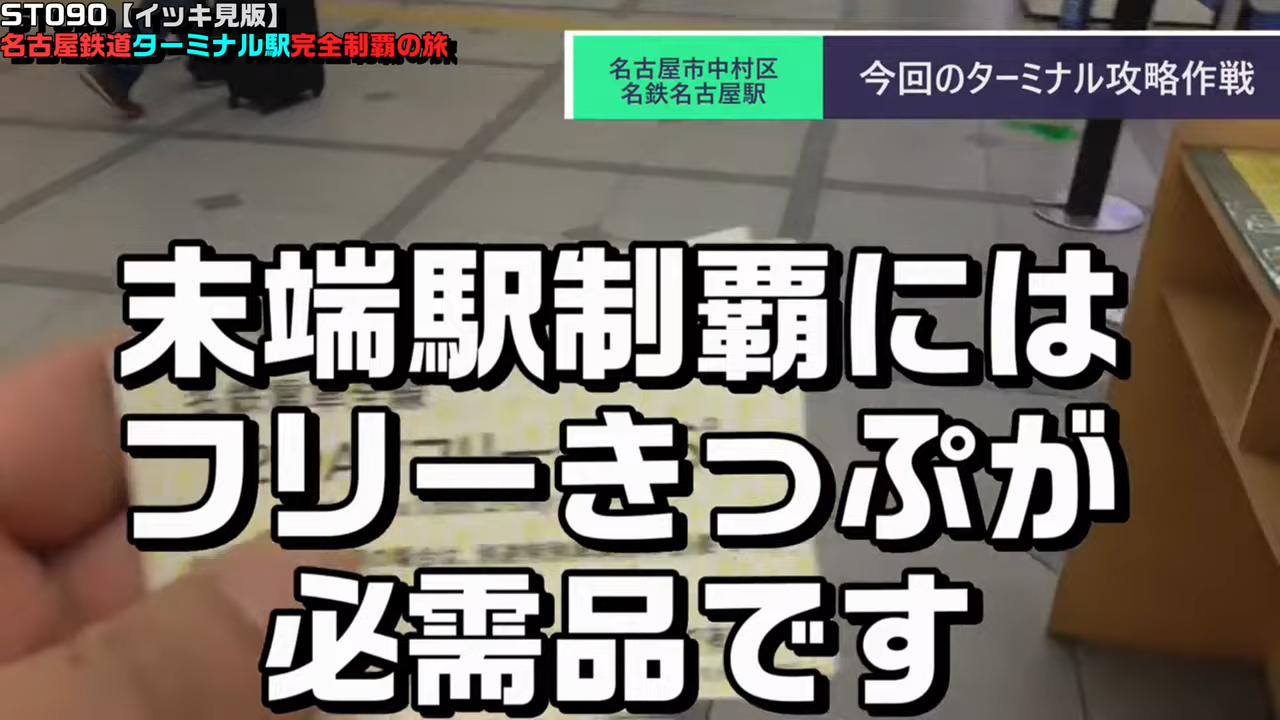 STO90【イッキ見版】
名古屋鉄道ターミナル駅完全制覇の旅
名古屋市中村区
名鉄名古屋駅
今回のターミナル攻略作戦
末端駅制覇には
フリーきっぷが
必需品です